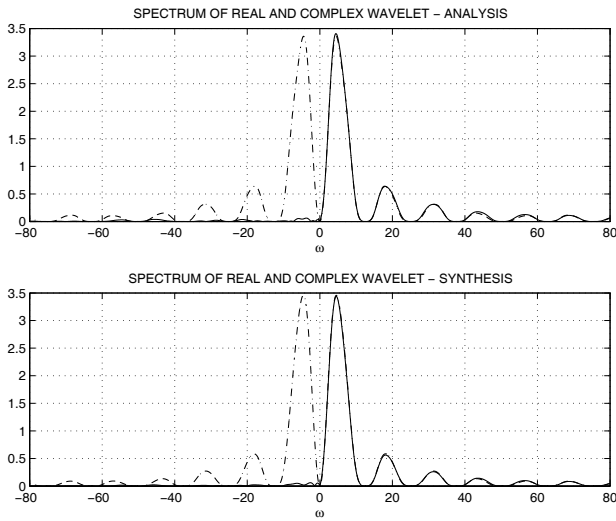 SPECTRUM OF REAL AND COMPLEX WAVELET – ANALYSIS
3.5
3
2.5
2
1.5
1
0.5
0
−80 −60 −40 −20 0 20 40 60 80
ω
SPECTRUM OF REAL AND COMPLEX WAVELET – SYNTHESIS
3.5
3
2.5
2
1.5
1
0.5
0
−80 −60 −40 −20 0 20 40 60 80
ω